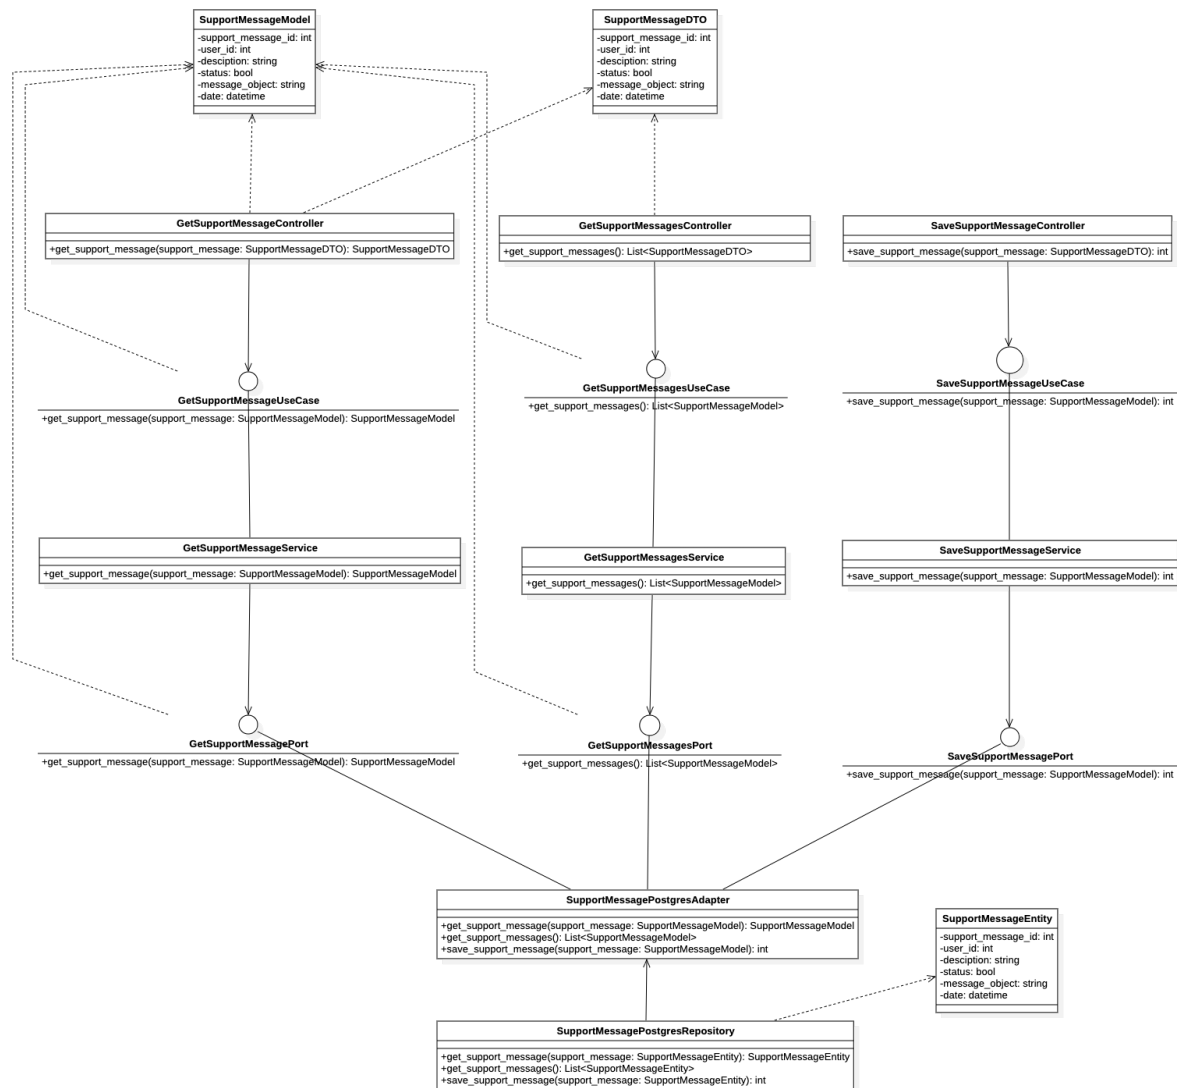 SupportMessageModel
-support_message_id: int
-user_id: int
-desciption: string
-status: bool
-message_object: string
-date: datetime
SupportMessageDTO
-support_message_id: int
-user_id: int
-desciption: string
-status: bool
-message_object: string
-date: datetime
GetSupportMessageController
+get_support_message(support_message: SupportMessageDTO): SupportMessageDTO
GetSupportMessagesController
+get_support_messages(): List<SupportMessageDTO>
SaveSupportMessageController
+save_support_message(support_message: SupportMessageDTO): int
GetSupportMessageUseCase
+get_support_message(support_message: SupportMessageModel): SupportMessageModel
GetSupportMessagesUseCase
+get_support_messages(): List<SupportMessageModel>
SaveSupportMessageUseCase
+save_support_message(support_message: SupportMessageModel): int
GetSupportMessageService
+get_support_message(support_message: SupportMessageModel): SupportMessageModel
GetSupportMessagesService
+get_support_messages(): List<SupportMessageModel>
SaveSupportMessageService
+save_support_message(support_message: SupportMessageModel): int
GetSupportMessagePort
+get_support_message(support_message: SupportMessageModel): SupportMessageModel
GetSupportMessagesPort
+get_support_messages(): List<SupportMessageModel>
SaveSupportMessagePort
+save_support_message(support_message: SupportMessageModel): int
SupportMessagePostgresAdapter
+get_support_message(support_message: SupportMessageModel): SupportMessageModel
+get_support_messages(): List<SupportMessageModel>
+save_support_message(support_message: SupportMessageModel): int
SupportMessageEntity
-support_message_id: int
-user_id: int
-desciption: string
-status: bool
-message_object: string
-date: datetime
SupportMessagePostgresRepository
+get_support_message(support_message: SupportMessageEntity): SupportMessageEntity
+get_support_messages(): List<SupportMessageEntity>
+save_support_message(support_message: SupportMessageEntity): int